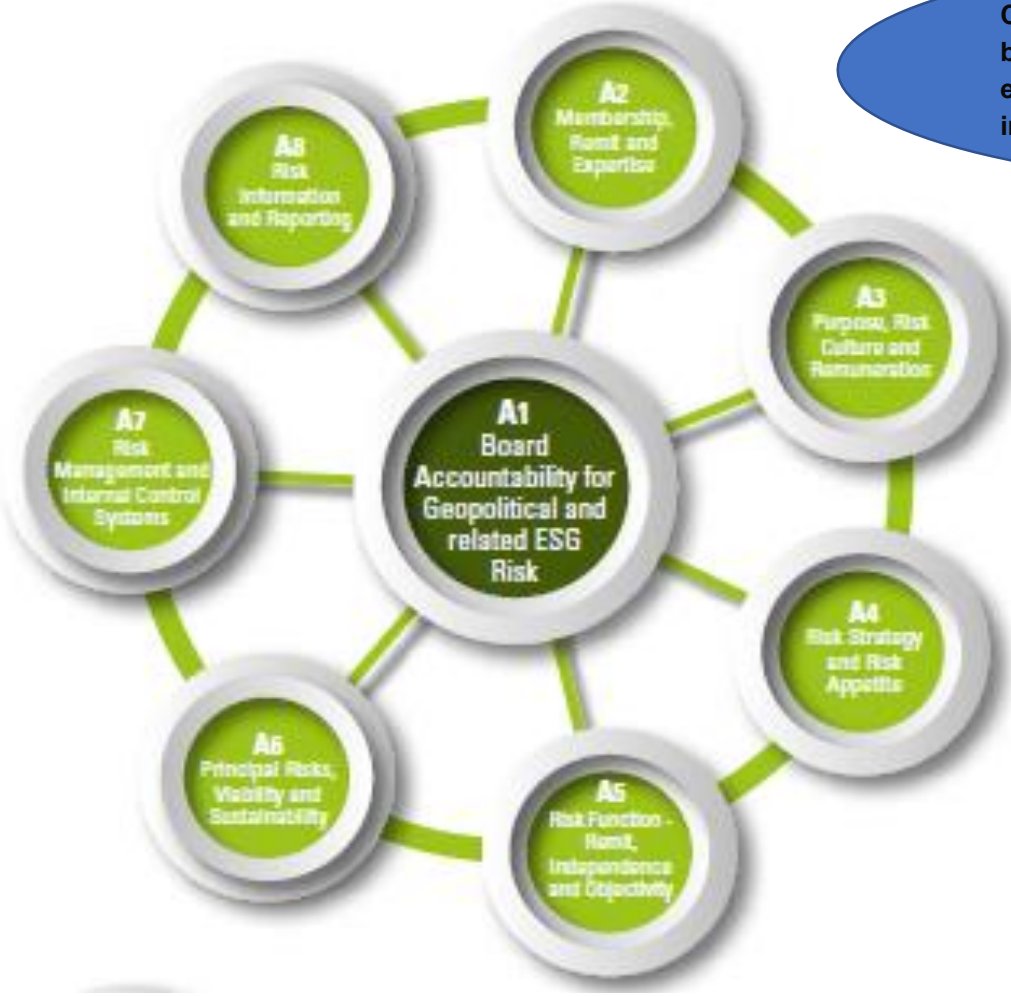 A1
Board
Accountability for
Geopolitical and
related ESG
Risk
A2
Membership,
Remit and
Expertise
A3
Purpose, Risk
Culture and
Remuneration
A4
Risk Strategy
and Risk
Appetite
A5
Risk Function -
Remit,
Independence
and Objectivity
A6
Principal Risks,
Viability and
Sustainability
A7
Risk
Management and
Internal Control
Systems
A8
Risk
Information
and Reporting